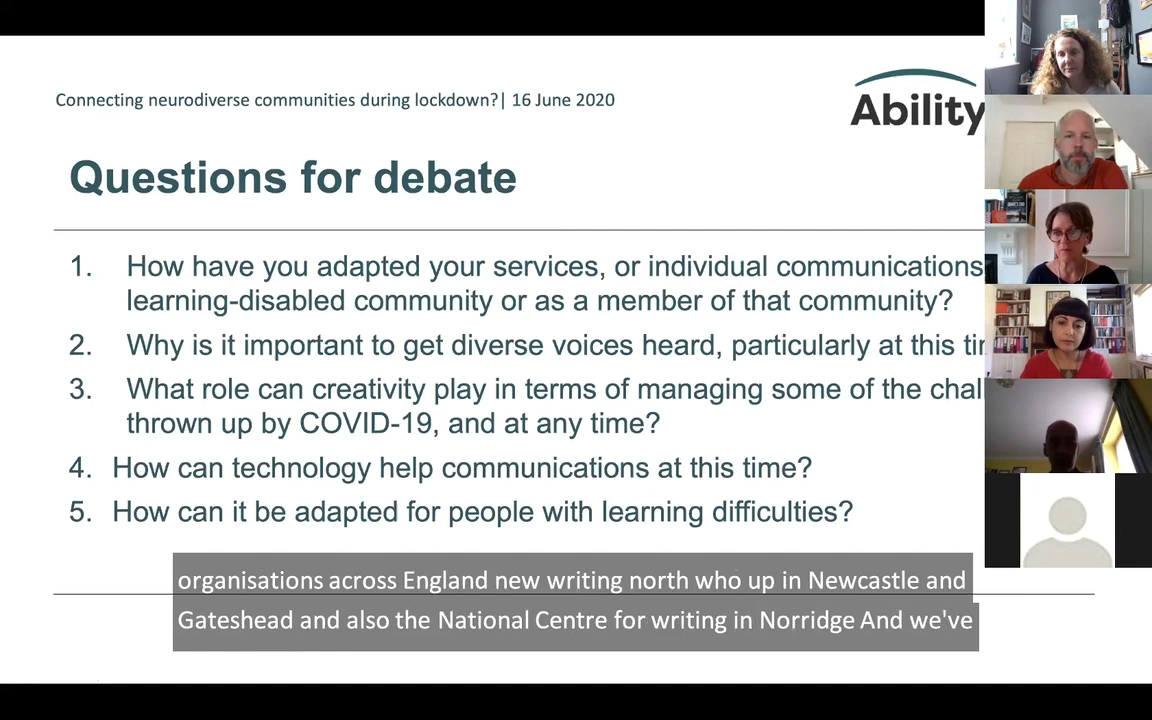 Connecting neurodiverse communities during lockdown?| 16 June 2020
Ability
Questions for debate
1. How have you adapted your services, or individual communications
learning-disabled community or as a member of that community?
2. Why is it important to get diverse voices heard, particularly at this
3. What role can creativity play in terms of managing some of the
thrown up by COVID-19, and at any time?
4. How can technology help communications at this time?
5. How can it be adapted for people with learning difficulties?
organisations across England new writing north who up in Newcastle and
Gateshead and also the National Centre for writing in Norridge And we've